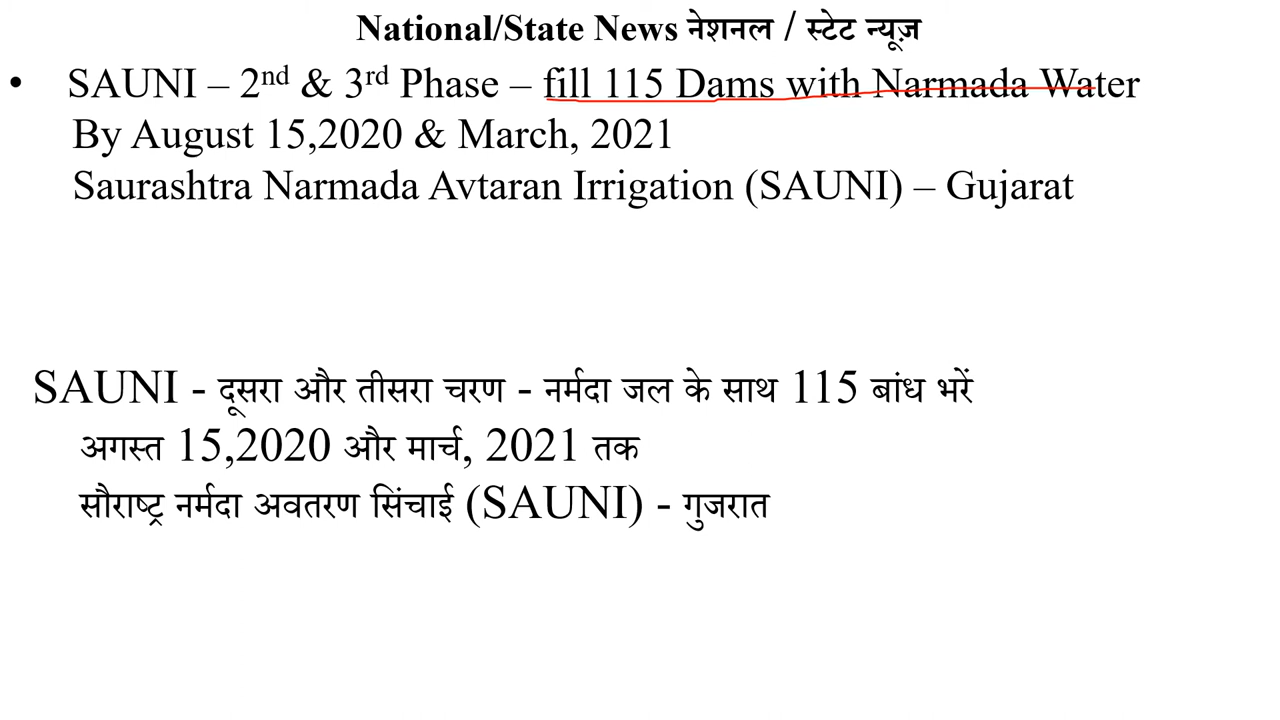 National/State News नेशनल / स्टेट न्यूज़
• SAUNI – 2nd & 3rd Phase – fill 115 Dams with Narmada Water
By August 15,2020 & March, 2021
Saurashtra Narmada Avtaran Irrigation (SAUNI) – Gujarat
SAUNI - दूसरा और तीसरा चरण - नर्मदा जल के साथ 115 बांध भरें
अगस्त 15,2020 और मार्च, 2021 तक
सौराष्ट्र नर्मदा अवतरण सिंचाई (SAUNI) - गुजरात